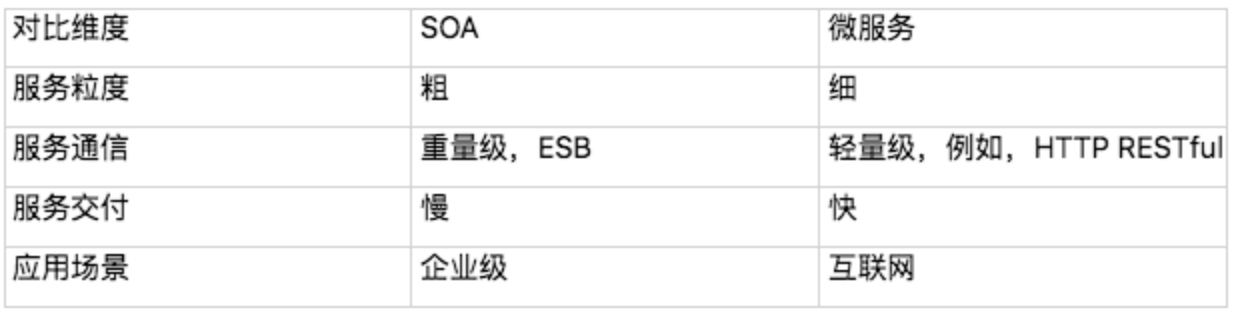 对比维度 SOA 微服务
服务粒度 粗 细
服务通信 重量级，ESB 轻量级，例如，HTTP RESTful
服务交付 慢 快
应用场景 企业级 互联网